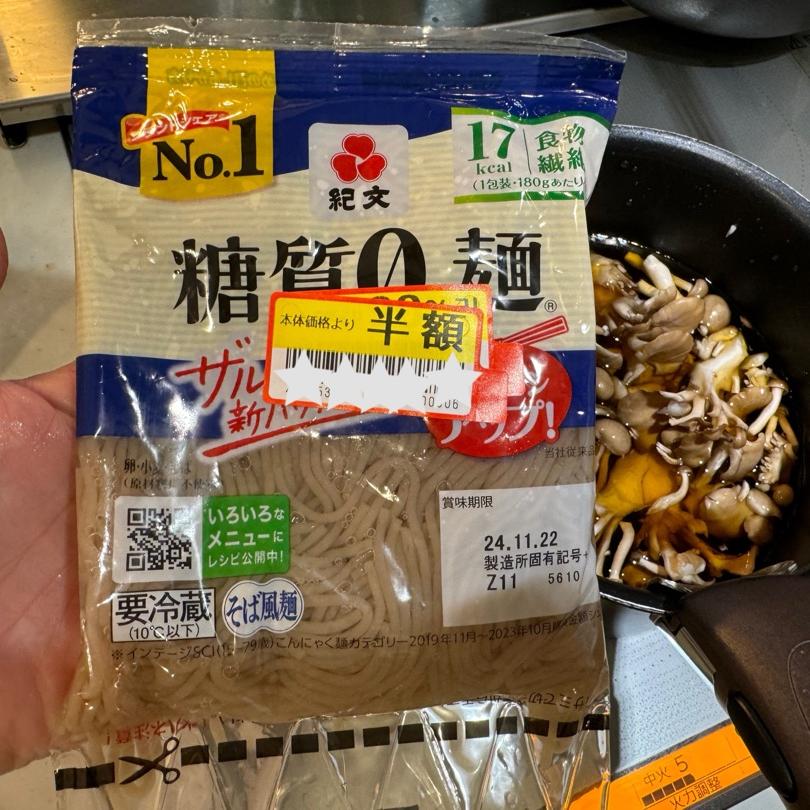 No.1
紀文
17
kcal
食物
繊維
(1包装・180gあたり)
糖質0麺®
本体価格より 半額
ザル
新パッ
アップ!
卵・小麦・そば
当社従来品
いろいろな
メニューに
レシピ公開中!
賞味期限
24.11.22
製造所固有記号+
Z11 5610
要冷蔵
(10℃以下)
そば風麺
こんにゃく麺カテゴリー2019年11月〜2023年10月
中火 5
火力調整